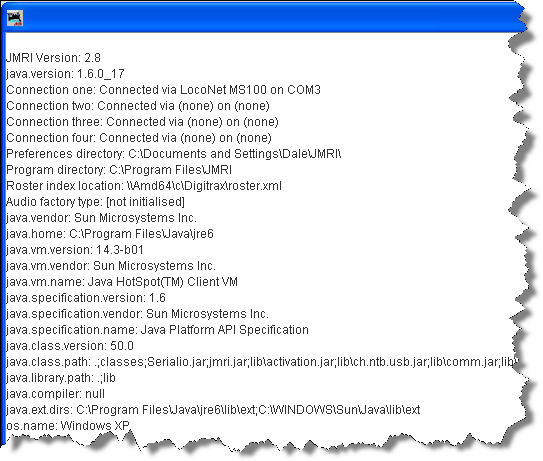 JMRI Version: 2.8
java.version: 1.6.0_17
Connection one: Connected via LocoNet MS100 on COM3
Connection two: Connected via (none) on (none)
Connection three: Connected via (none) on (none)
Connection four: Connected via (none) on (none)
Preferences directory: C:\Documents and Settings\Dale\JMRI\
Program directory: C:\Program Files\JMRI
Roster index location: \\Amd64\c\Digitrax\roster.xml
Audio factory type: [not initialised]
java.vendor: Sun Microsystems Inc.
java.home: C:\Program Files\Java\jre6
java.vm.version: 14.3-b01
java.vm.vendor: Sun Microsystems Inc.
java.vm.name: Java HotSpot(TM) Client VM
java.specification.version: 1.6
java.specification.vendor: Sun Microsystems Inc.
java.specification.name: Java Platform API Specification
java.class.version: 50.0
java.class.path: .;classes;Serialio.jar;jmri.jar;lib\activation.jar;lib\ch.ntb.usb.jar;lib\comm.jar;lib\
java.library.path: .;lib
java.compiler: null
java.ext.dirs: C:\Program Files\Java\jre6\lib\ext;C:\WINDOWS\Sun\Java\lib\ext
os.name: Windows XP